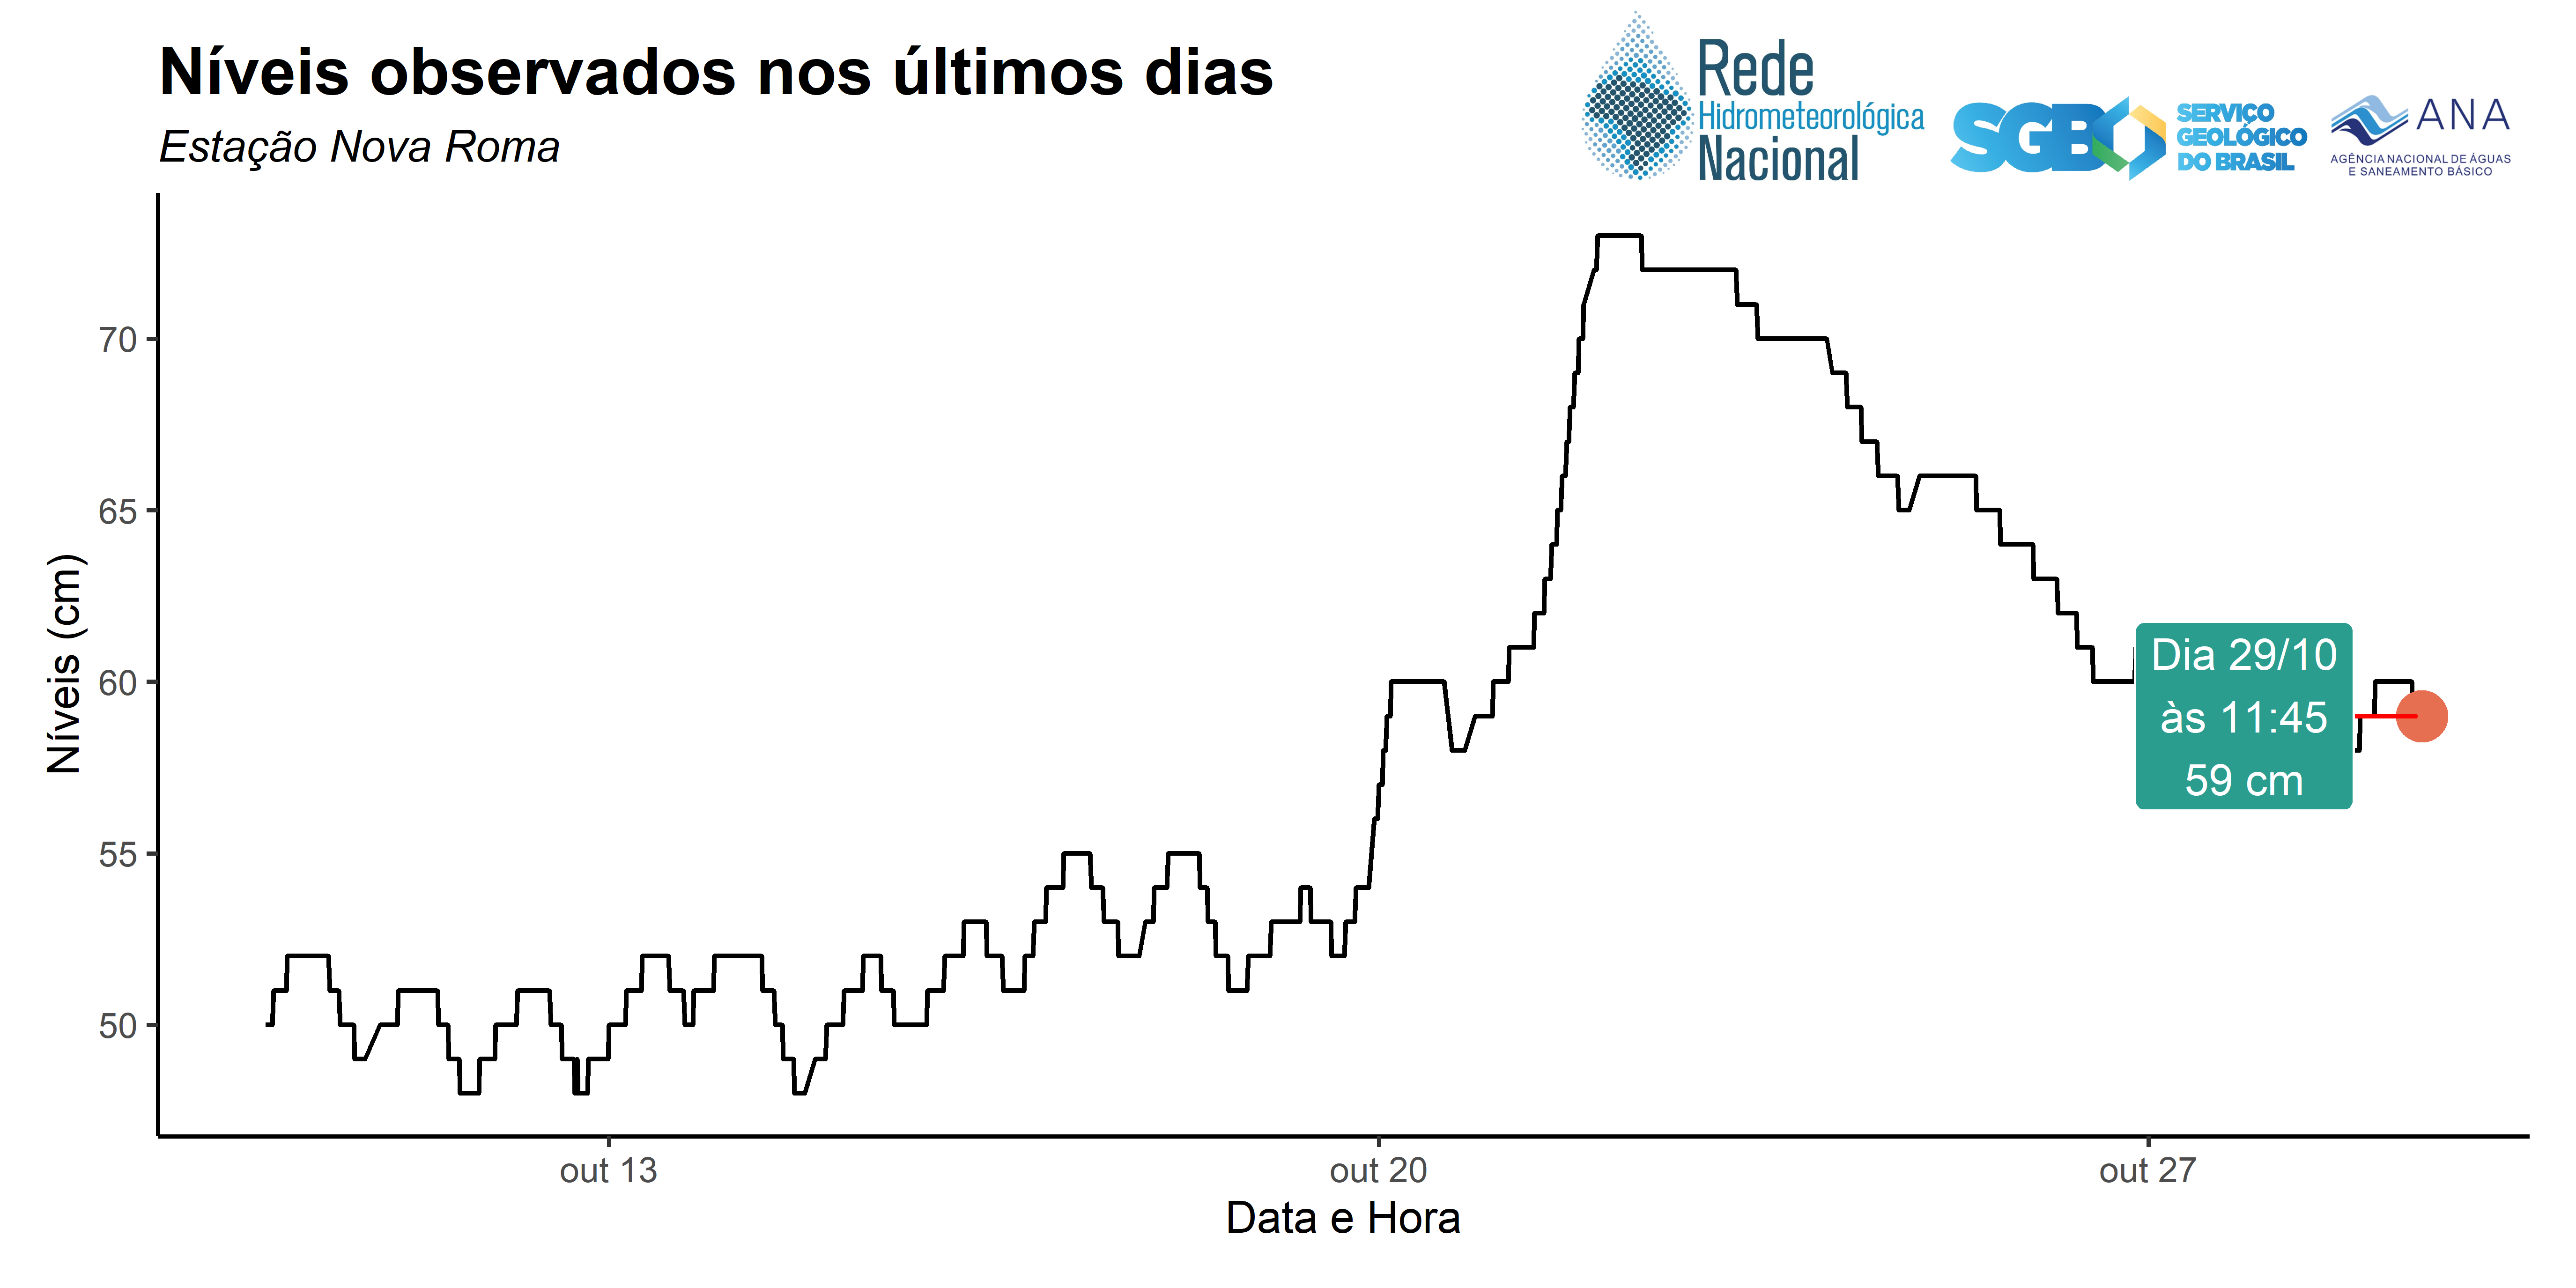 Níveis observados nos últimos dias
Estação Nova Roma
Rede
Hidrometeorológica
Nacional
SGB
SERVIÇO
GEOLÓGICO
DO BRASIL
ANA
AGÊNCIA NACIONAL DE ÁGUAS
E SANEAMENTO BÁSICO
Níveis (cm)
70
65
60
55
50
Dia 29/10
às 11:45
59 cm
out 13
out 20
out 27
Data e Hora